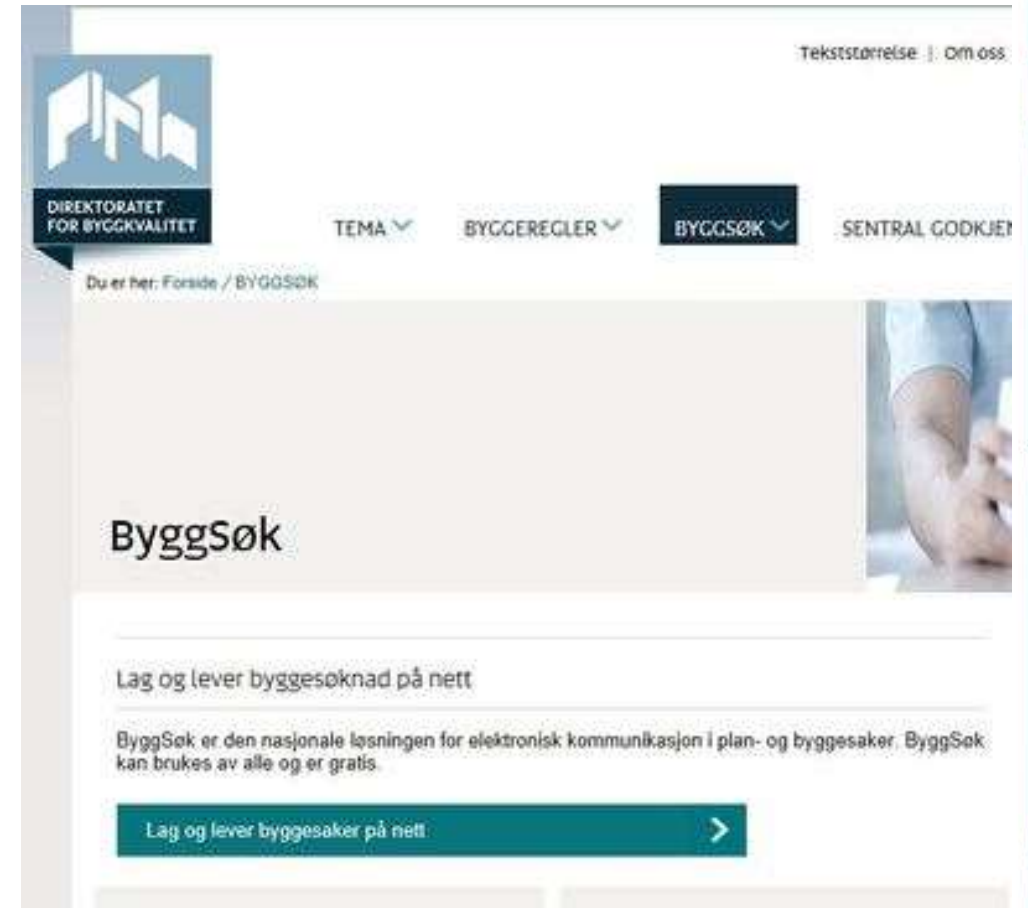 Tekststørrelse | Om oss
DIREKTORATET
FOR BYGGKVALITET
TEMA BYGGEREGLER BYGGSØK SENTRAL GODKJEN
Du er her: Forside / BYGGSØK
ByggSøk
Lag og lever byggesøknad på nett
ByggSøk er den nasjonale løsningen for elektronisk kommunikasjon i plan- og byggesaker. ByggSøk
kan brukes av alle og er gratis.
Lag og lever byggesaker på nett